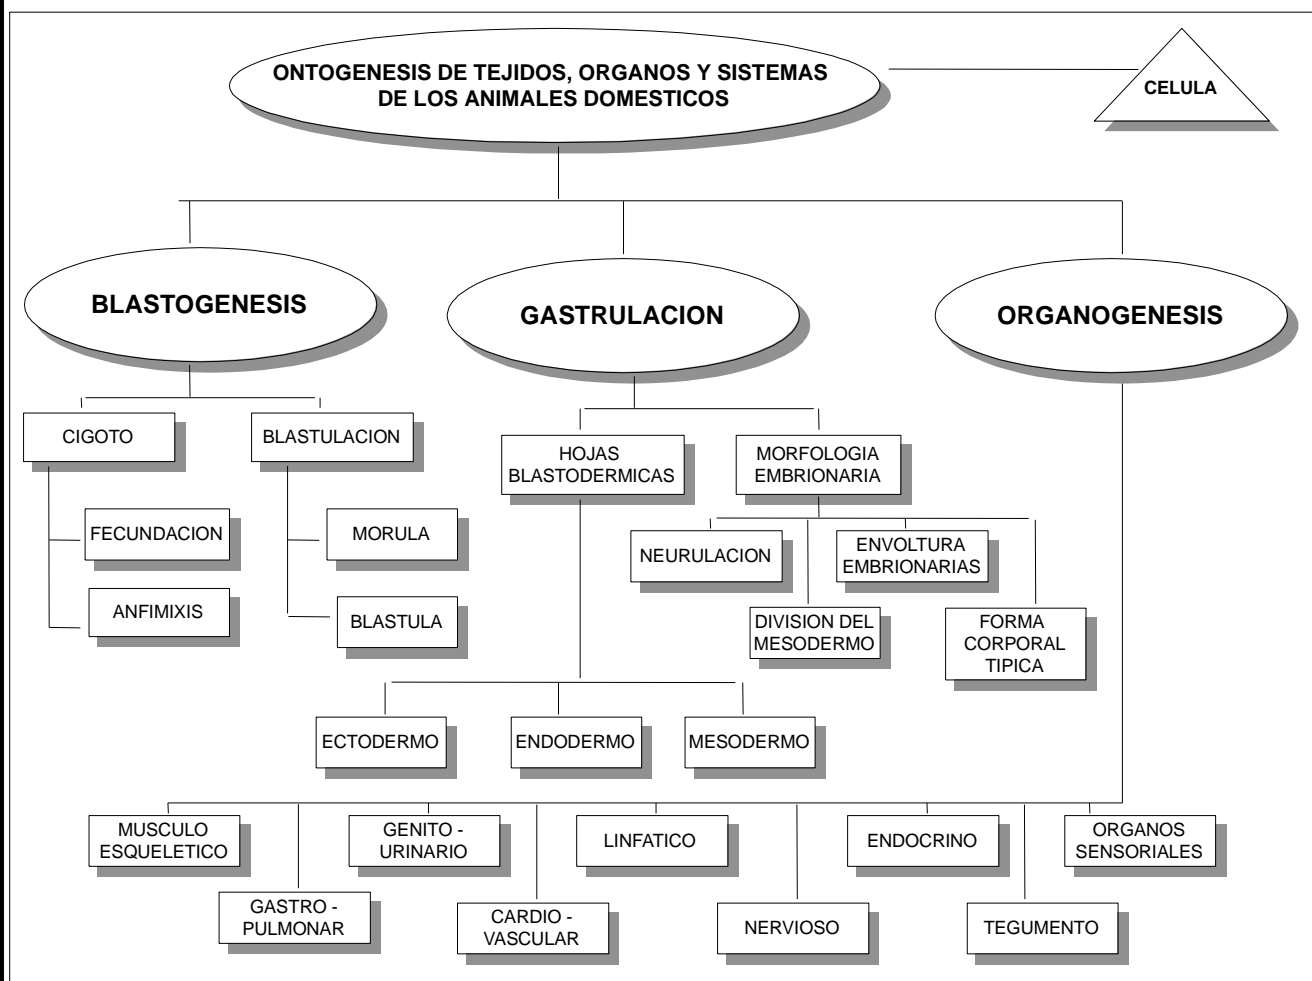 ONTOGENESIS DE TEJIDOS, ORGANOS Y SISTEMAS
DE LOS ANIMALES DOMESTICOS
CELULA
BLASTOGENESIS
GASTRULACION
ORGANOGENESIS
CIGOTO
BLASTULACION
HOJAS
BLASTODERMICAS
MORFOLOGIA
EMBRIONARIA
FECUNDACION
MORULA
NEURULACION
ENVOLTURA
EMBRIONARIAS
ANFIMIXIS
BLASTULA
DIVISION DEL
MESODERMO
FORMA
CORPORAL
TIPICA
ECTODERMO
ENDODERMO
MESODERMO
MUSCULO
ESQUELETICO
GENITO -
URINARIO
LINFATICO
ENDOCRINO
ORGANOS
SENSORIALES
GASTRO -
PULMONAR
CARDIO -
VASCULAR
NERVIOSO
TEGUMENTO